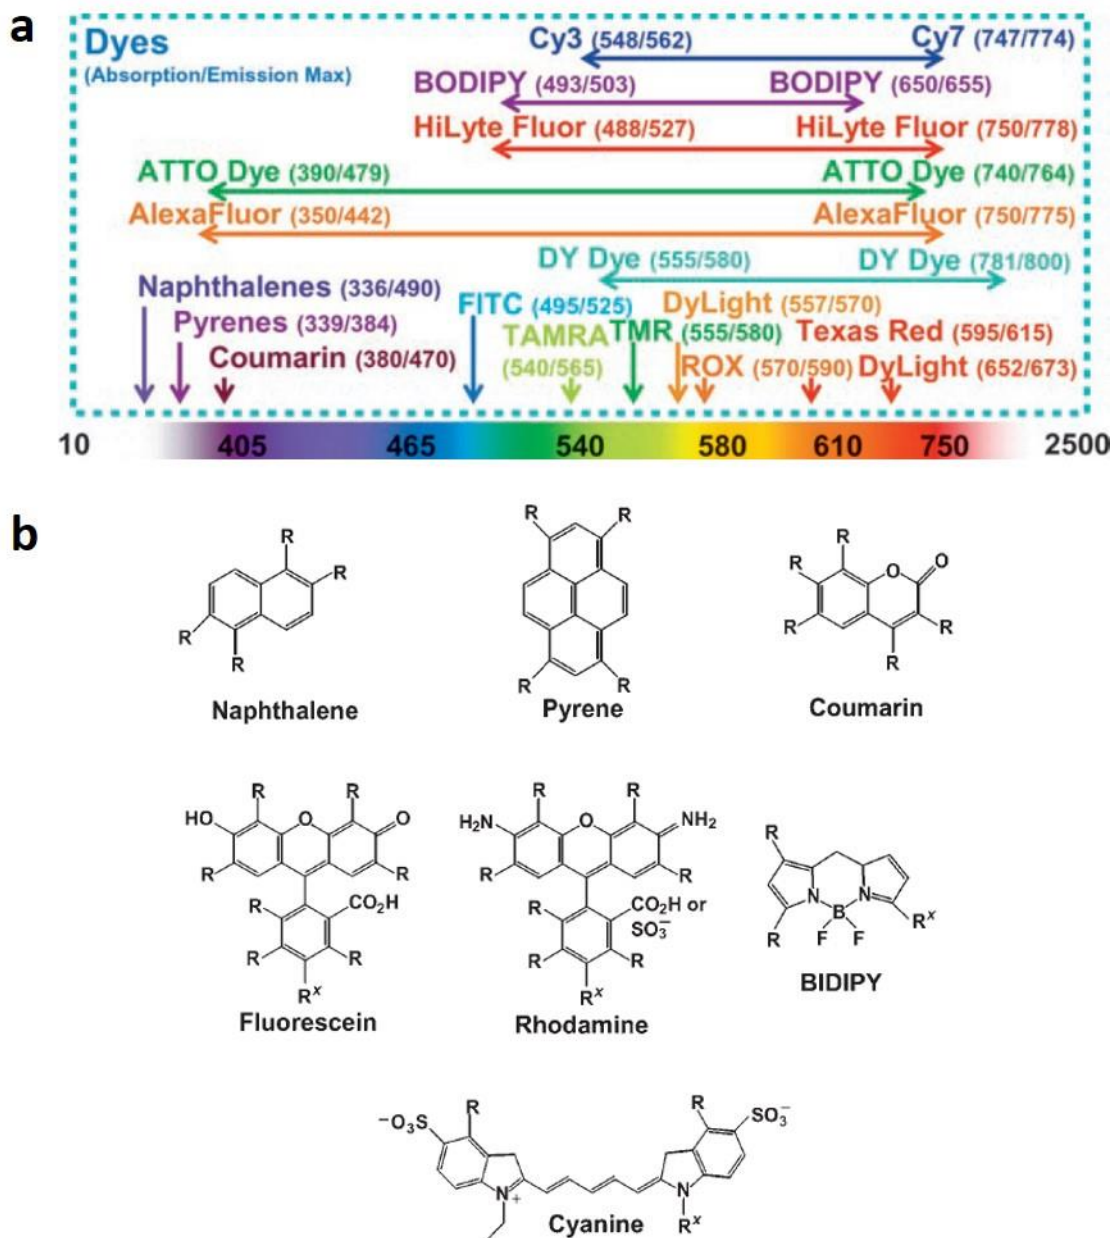 a
Dyes
(Absorption/Emission Max)
Cy3 (548/562)
Cy7 (747/774)
BODIPY (493/503)
BODIPY (650/655)
HiLyte Fluor (488/527)
HiLyte Fluor (750/778)
ATTO Dye (390/479)
ATTO Dye (740/764)
AlexaFluor (350/442)
AlexaFluor (750/775)
DY Dye (555/580)
DY Dye (781/800)
Naphthalenes (336/490)
FITC (495/525)
DyLight (557/570)
Pyrenes (339/384)
TAMRA
(540/565)
TMR (555/580)
Texas Red (595/615)
Coumarin (380/470)
ROX (570/590)
DyLight (652/673)
10 405 465 540 580 610 750 2500
b
R
R
R
R
Naphthalene
R R
R R
Pyrene
R
R
O
O
R
R
R
Coumarin
R R
HO O O
R R
R CO₂H
R R
Rˣ
Fluorescein
R R
H₂N O NH₂
R R
R CO₂H or
SO₃⁻
R R
Rˣ
Rhodamine
R
N N
B
R F F Rˣ
BIDIPY
R R
⁻O₃S SO₃⁻
N⁺ N
Rˣ
Cyanine